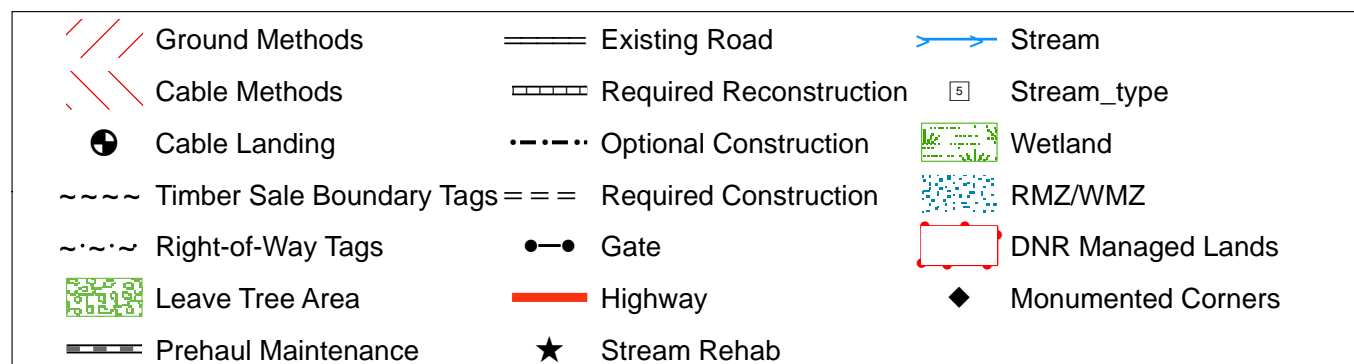 Ground Methods Existing Road Stream
Cable Methods Required Reconstruction 5 Stream_type
Cable Landing Optional Construction Wetland
Timber Sale Boundary Tags Required Construction RMZ/WMZ
Right-of-Way Tags Gate DNR Managed Lands
Leave Tree Area Highway Monumented Corners
Prehaul Maintenance Stream Rehab